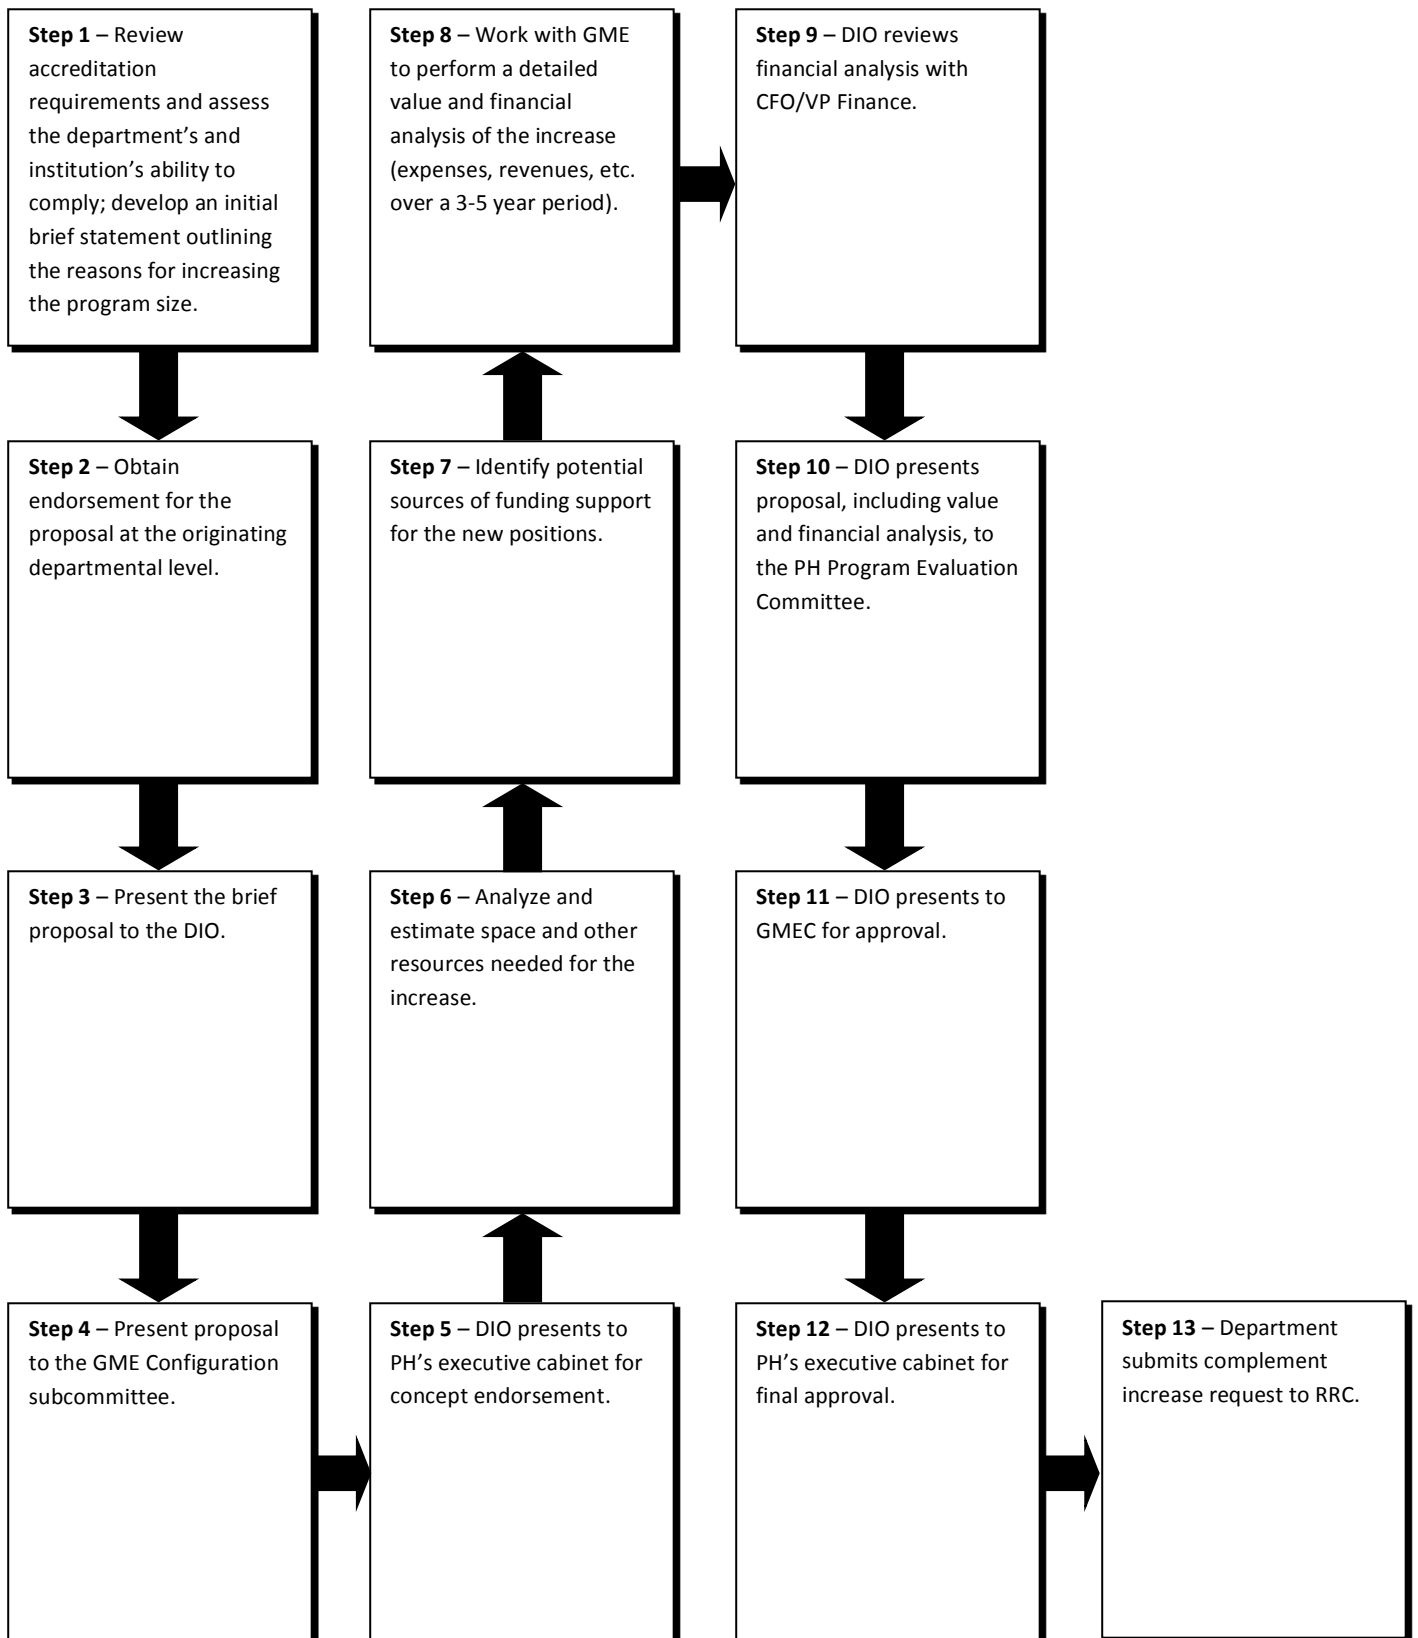 Step 1 – Review
accreditation
requirements and assess
the department’s and
institution’s ability to
comply; develop an initial
brief statement outlining
the reasons for increasing
the program size.
Step 2 – Obtain
endorsement for the
proposal at the originating
departmental level.
Step 3 – Present the brief
proposal to the DIO.
Step 4 – Present proposal
to the GME Configuration
subcommittee.
Step 5 – DIO presents to
PH’s executive cabinet for
concept endorsement.
Step 6 – Analyze and
estimate space and other
resources needed for the
increase.
Step 7 – Identify potential
sources of funding support
for the new positions.
Step 8 – Work with GME
to perform a detailed
value and financial
analysis of the increase
(expenses, revenues, etc.
over a 3-5 year period).
Step 9 – DIO reviews
financial analysis with
CFO/VP Finance.
Step 10 – DIO presents
proposal, including value
and financial analysis, to
the PH Program Evaluation
Committee.
Step 11 – DIO presents to
GMEC for approval.
Step 12 – DIO presents to
PH’s executive cabinet for
final approval.
Step 13 – Department
submits complement
increase request to RRC.